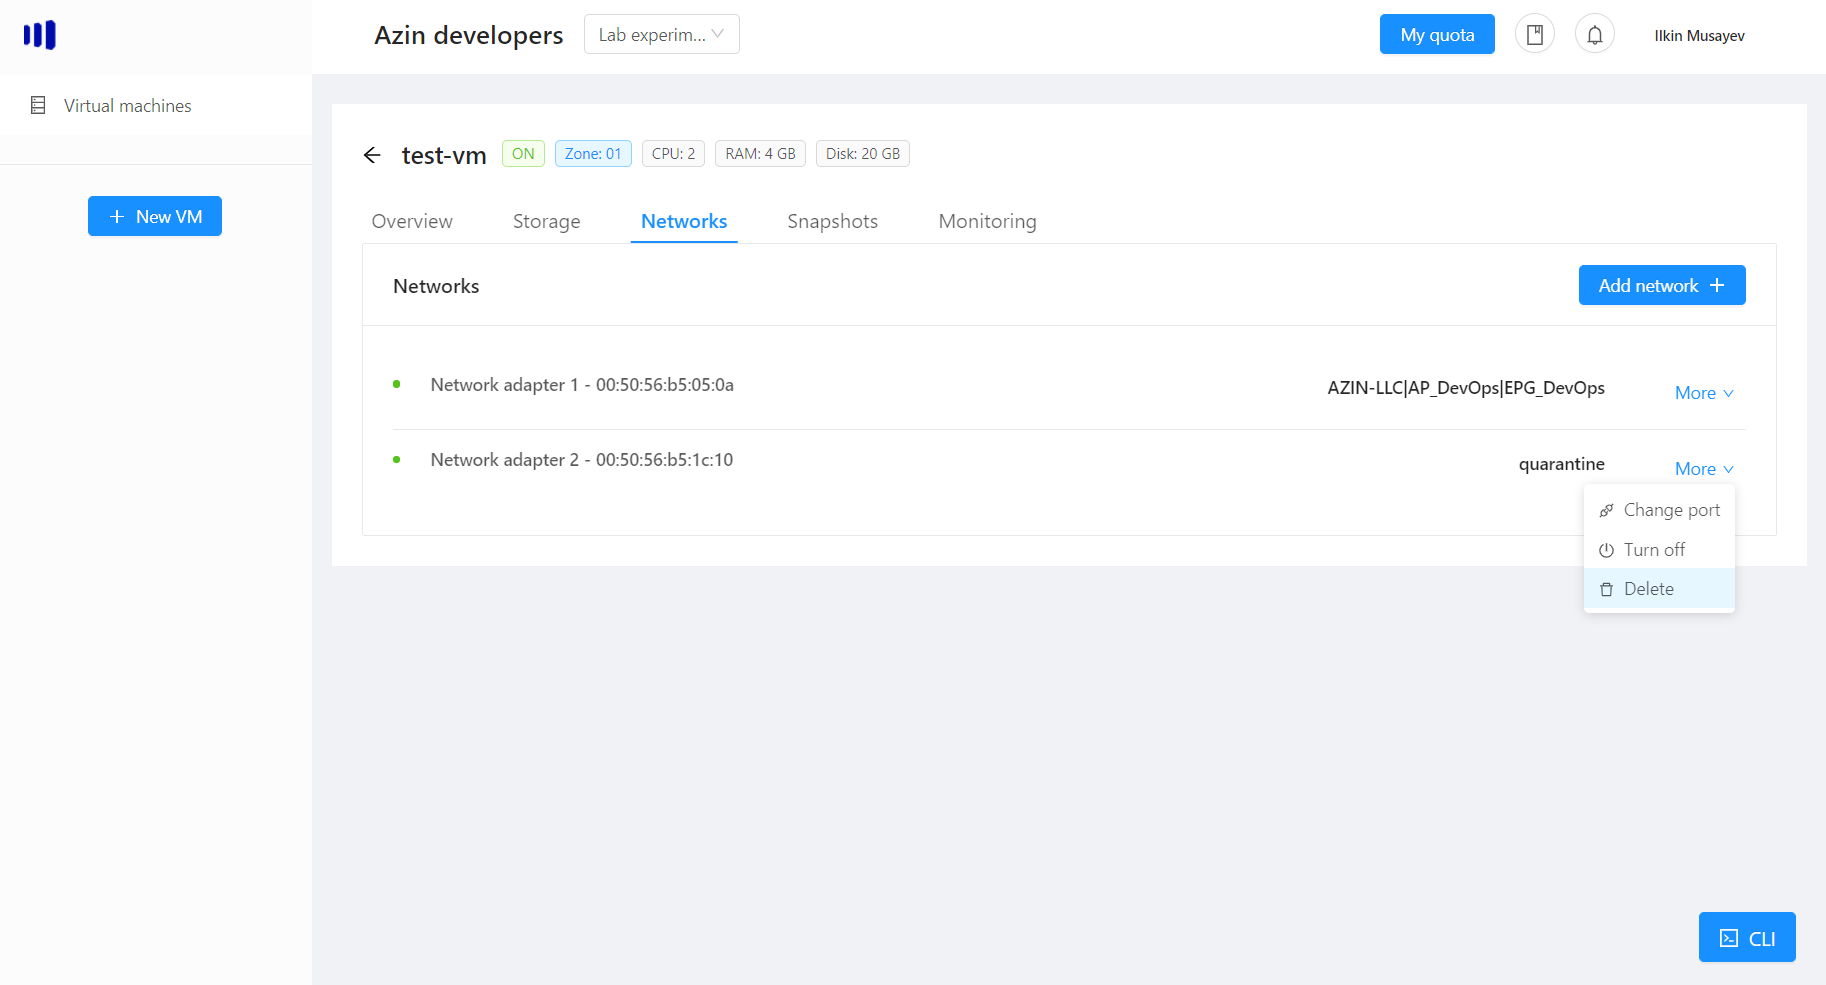 Azin developers
Lab experim...
My quota
Ilkin Musayev
Virtual machines
New VM
test-vm
ON
Zone: 01
CPU: 2
RAM: 4 GB
Disk: 20 GB
Overview
Storage
Networks
Snapshots
Monitoring
Networks
Add network
Network adapter 1 - 00:50:56:b5:05:0a
AZIN-LLC|AP_DevOps|EPG_DevOps
More
Network adapter 2 - 00:50:56:b5:1c:10
quarantine
More
Change port
Turn off
Delete
CLI